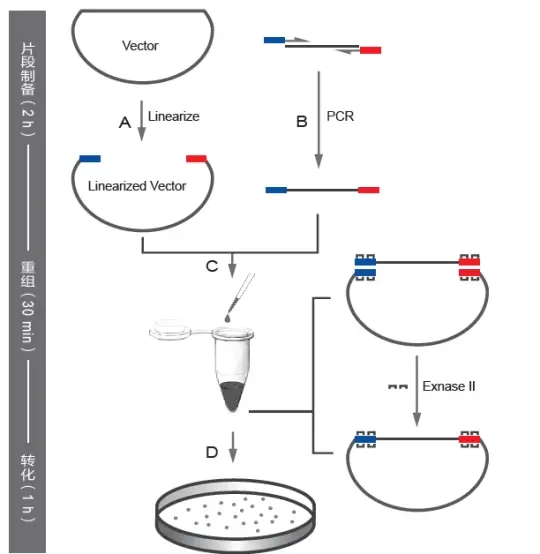 片段制备(2 h)
重组(30 min)
转化(1 h)
Vector
A
Linearize
B
PCR
Linearized Vector
C
Exnase II
D